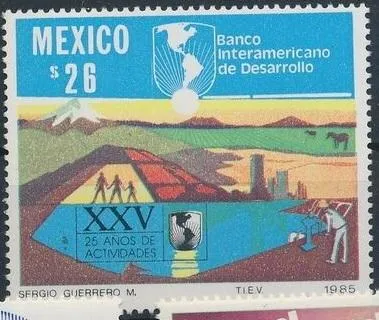 MEXICO
$26
Banco
Interamericano
de Desarrollo
XXV
25 AÑOS DE
ACTIVIDADES
SERGIO GUERRERO M.
T.I.E.V.
1985